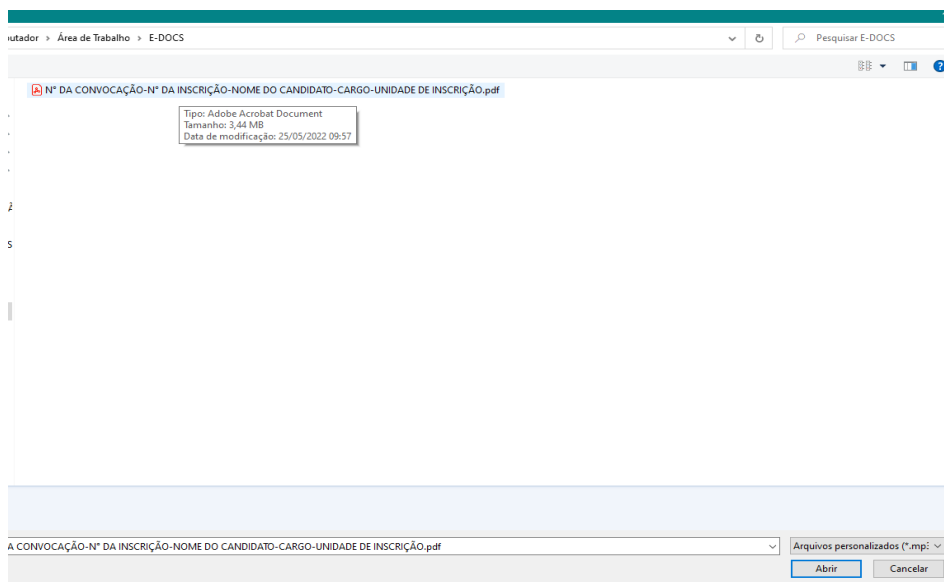 utador > Área de Trabalho > E-DOCS
Pesquisar E-DOCS
N° DA CONVOCAÇÃO-N° DA INSCRIÇÃO-NOME DO CANDIDATO-CARGO-UNIDADE DE INSCRIÇÃO.pdf
Tipo: Adobe Acrobat Document
Tamanho: 3,44 MB
Data de modificação: 25/05/2022 09:57
S
A CONVOCAÇÃO-N° DA INSCRIÇÃO-NOME DO CANDIDATO-CARGO-UNIDADE DE INSCRIÇÃO.pdf
Arquivos personalizados (*.mp
Abrir
Cancelar